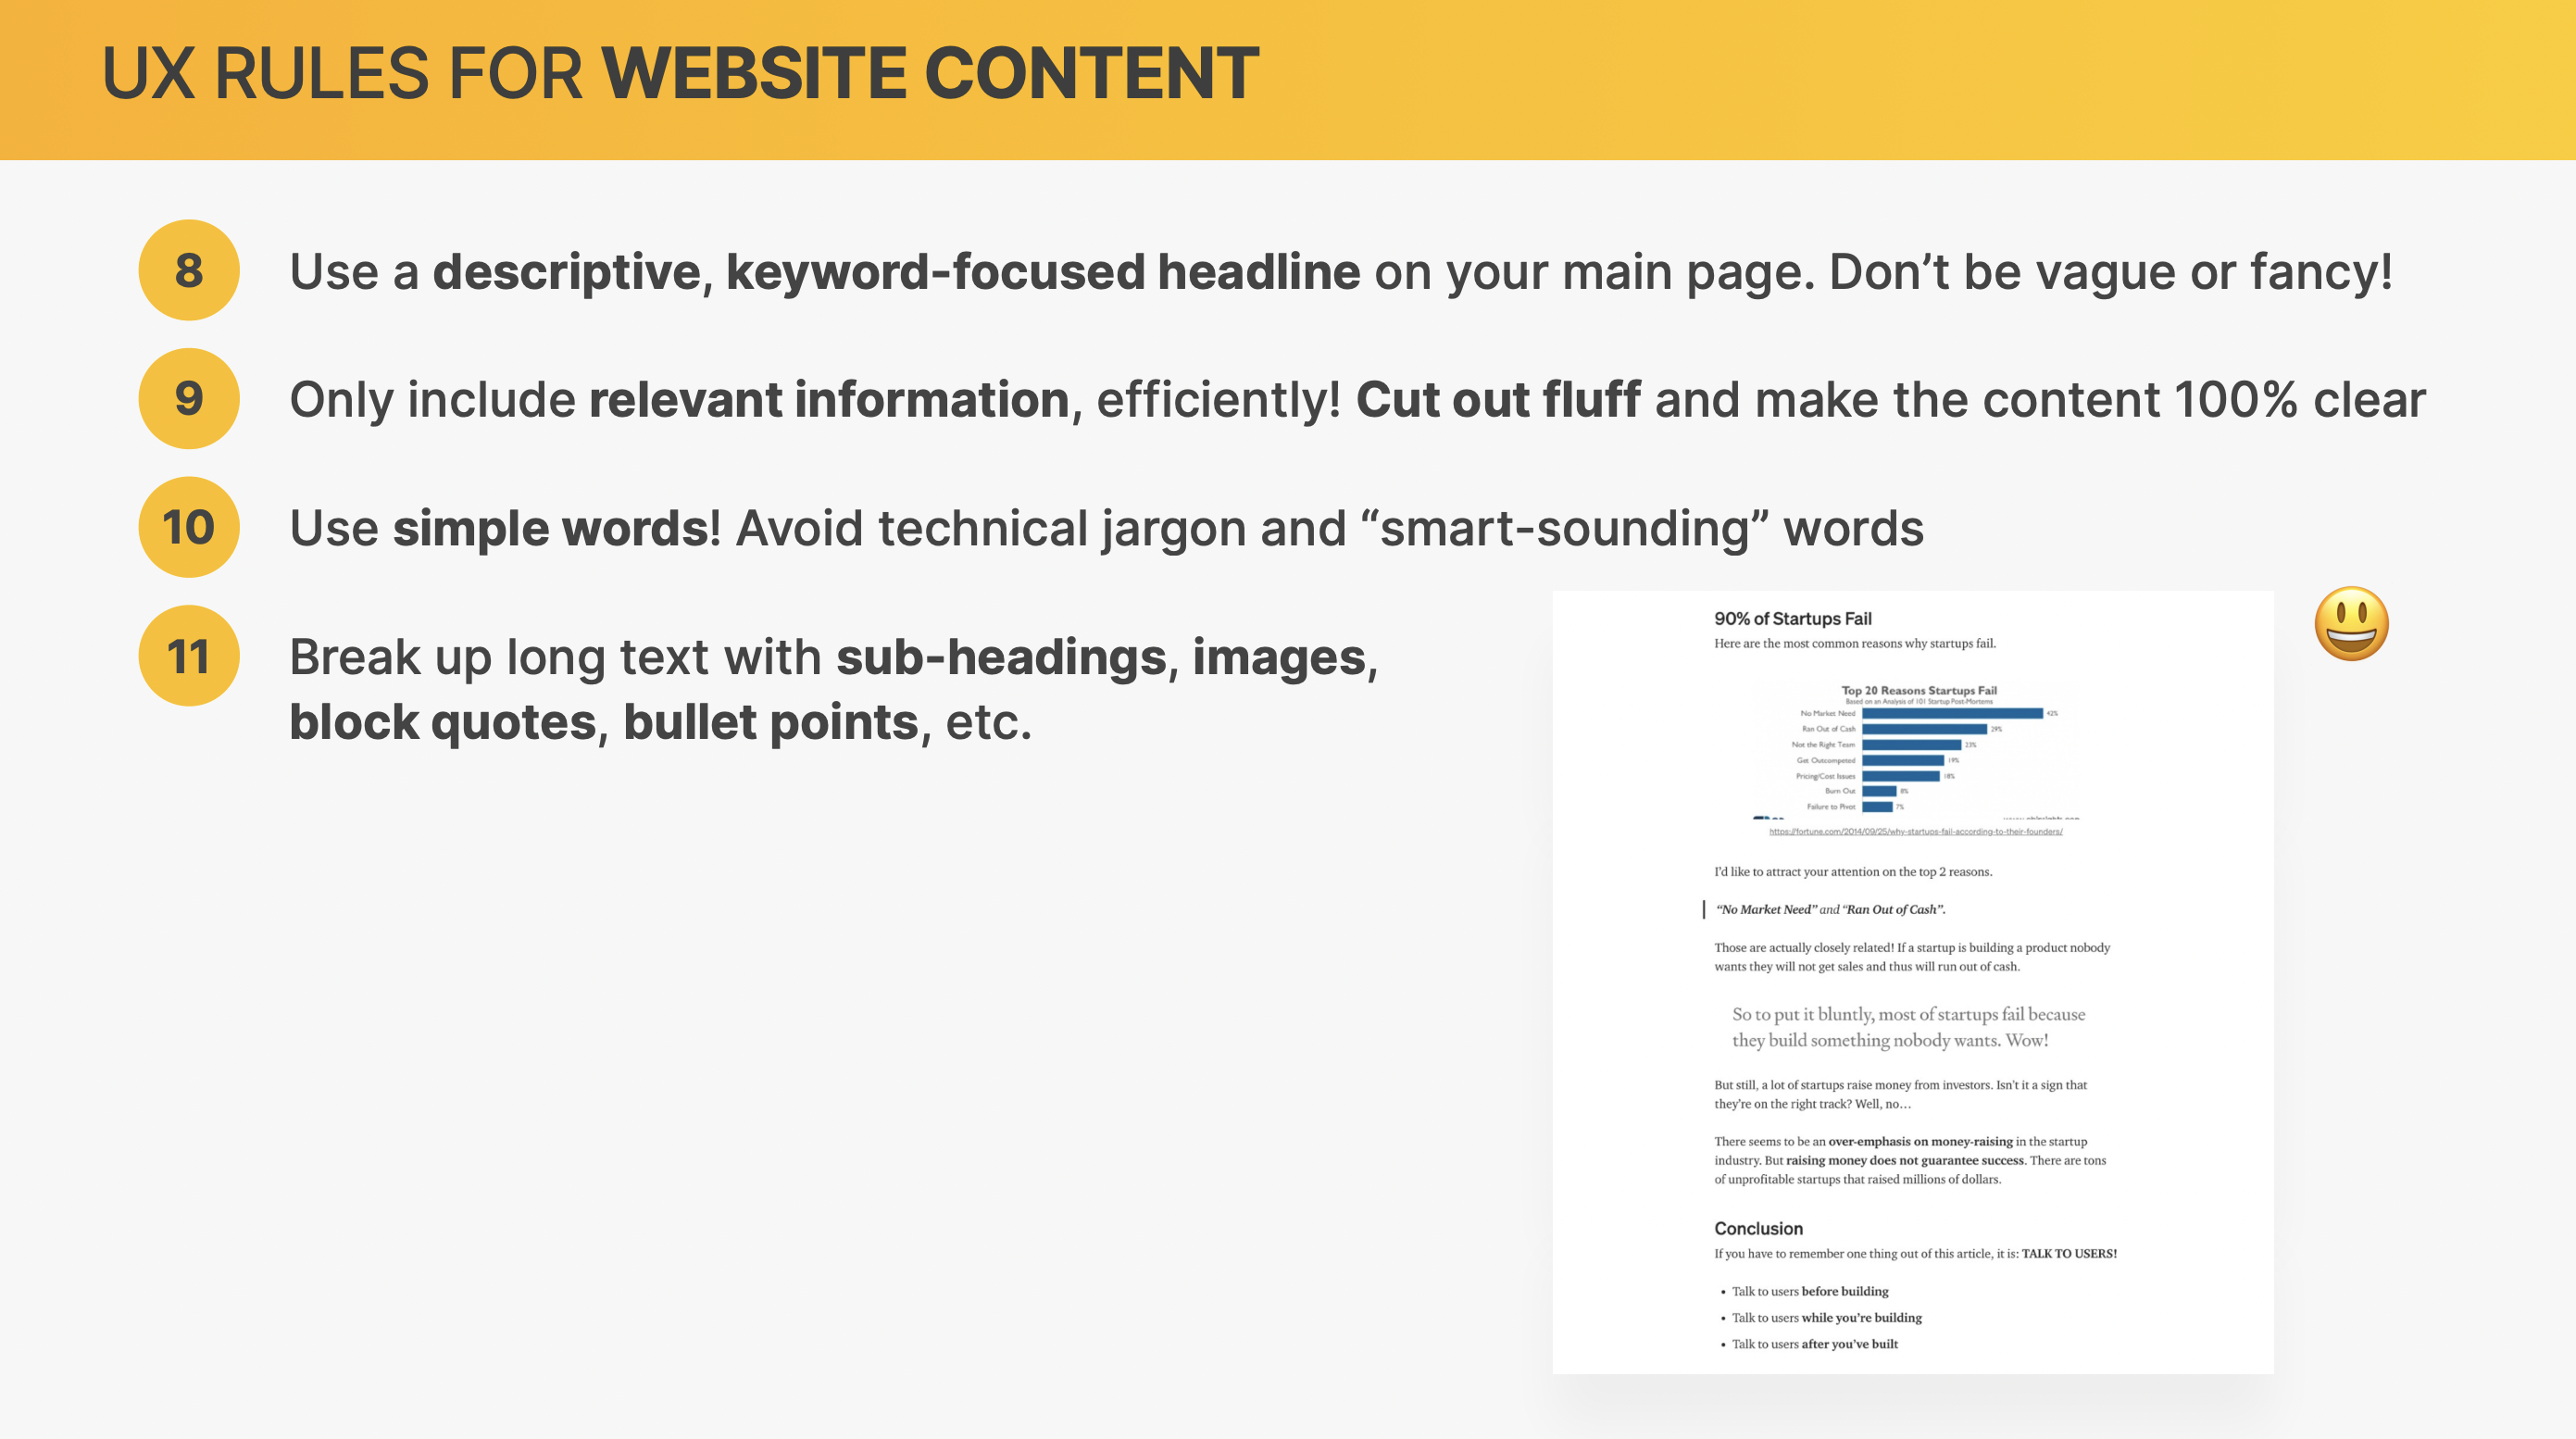 UX RULES FOR WEBSITE CONTENT
8
Use a descriptive, keyword-focused headline on your main page. Don’t be vague or fancy!
9
Only include relevant information, efficiently! Cut out fluff and make the content 100% clear
10
Use simple words! Avoid technical jargon and “smart-sounding” words
11
Break up long text with sub-headings, images,
block quotes, bullet points, etc.
90% of Startups Fail
Here are the most common reasons why startups fail.
Top 20 Reasons Startups Fail
Based on an Analysis of 101 Startup Post-Mortems
No Market Need 42%
Ran Out of Cash 29%
Not the Right Team 23%
Get Outcompeted 19%
Pricing/Cost Issues 18%
Burn Out 8%
Failure to Pivot 7%
https://fortune.com/2014/09/25/why-startups-fail-according-to-their-founders/
I’d like to attract your attention on the top 2 reasons.
“No Market Need” and “Ran Out of Cash”.
Those are actually closely related! If a startup is building a product nobody
wants they will not get sales and thus will run out of cash.
So to put it bluntly, most of startups fail because
they build something nobody wants. Wow!
But still, a lot of startups raise money from investors. Isn’t it a sign that
they’re on the right track? Well, no…
There seems to be an over-emphasis on money-raising in the startup
industry. But raising money does not guarantee success. There are tons
of unprofitable startups that raised millions of dollars.
Conclusion
If you have to remember one thing out of this article, it is: TALK TO USERS!
• Talk to users before building
• Talk to users while you’re building
• Talk to users after you’ve built